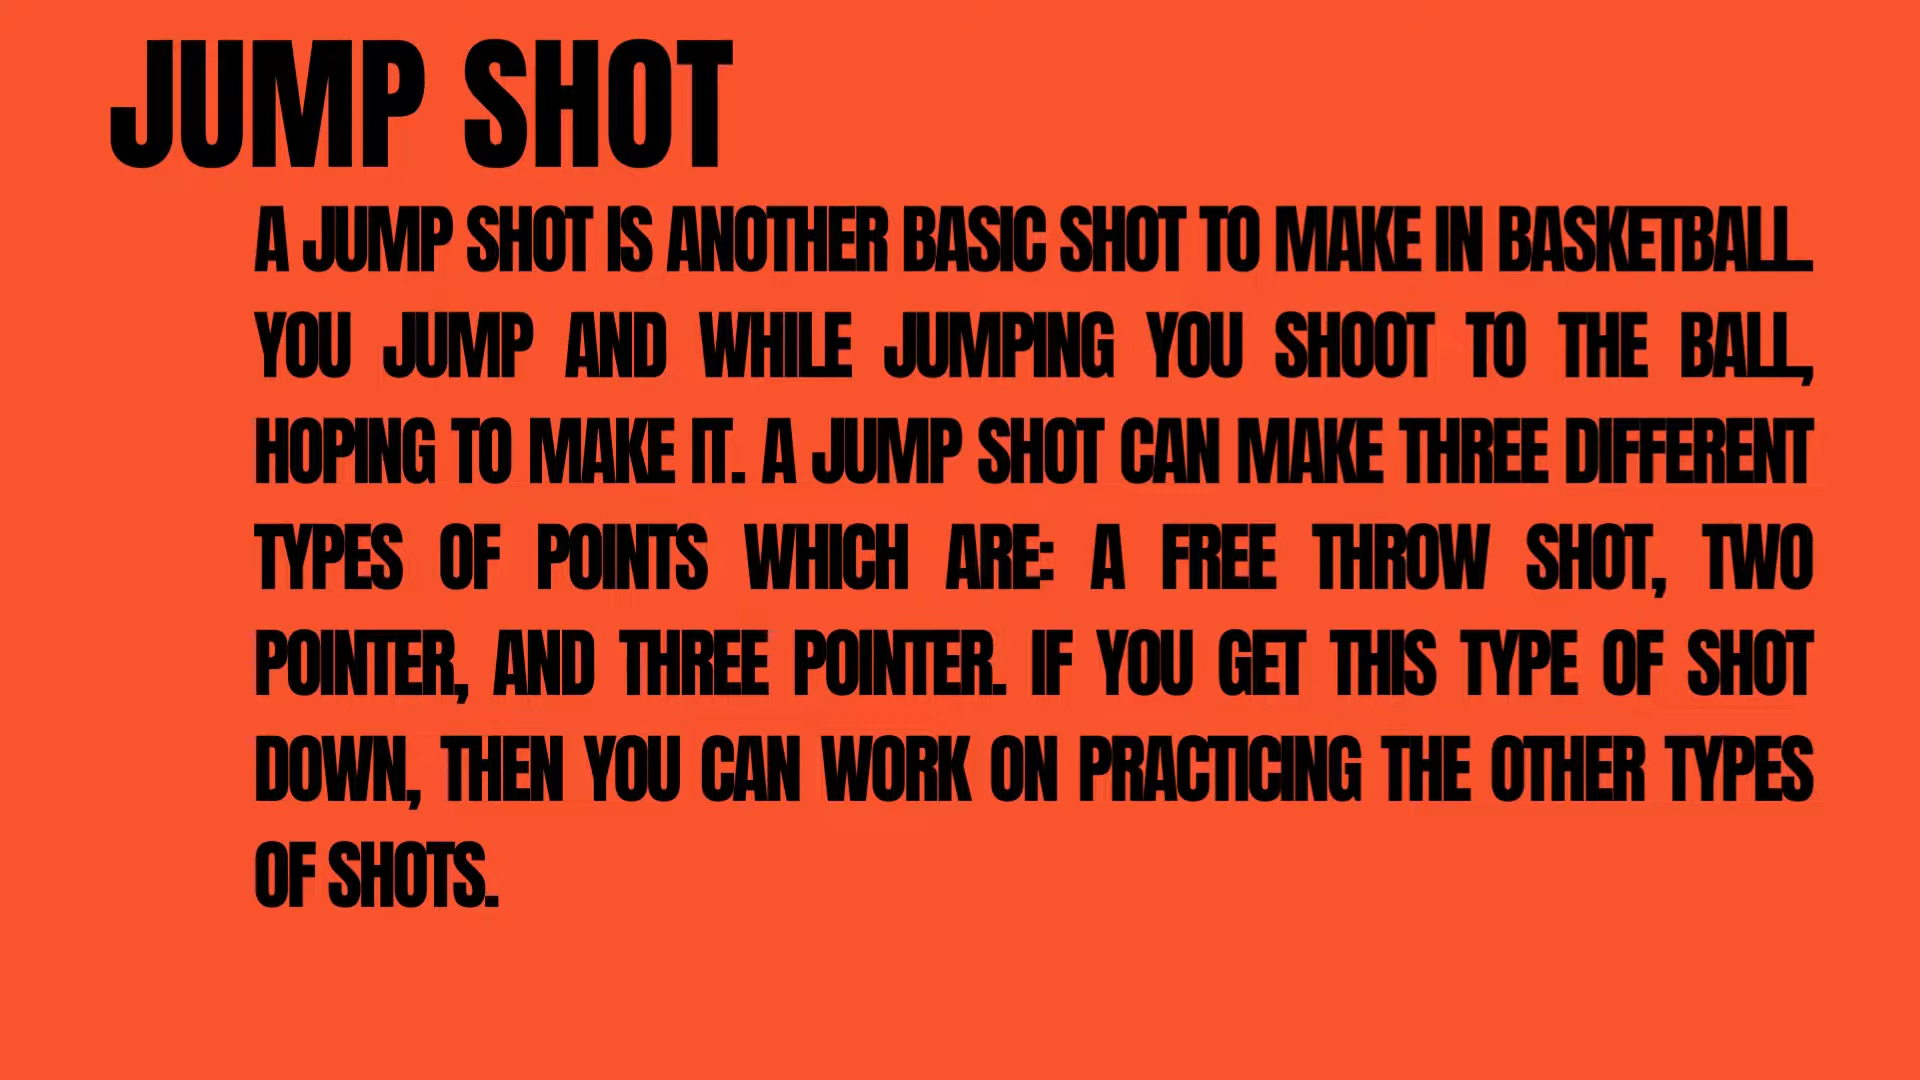 JUMP SHOT
A JUMP SHOT IS ANOTHER BASIC SHOT TO MAKE IN BASKETBALL.
YOU JUMP AND WHILE JUMPING YOU SHOOT TO THE BALL,
HOPING TO MAKE IT. A JUMP SHOT CAN MAKE THREE DIFFERENT
TYPES OF POINTS WHICH ARE: A FREE THROW SHOT, TWO
POINTER, AND THREE POINTER. IF YOU GET THIS TYPE OF SHOT
DOWN, THEN YOU CAN WORK ON PRACTICING THE OTHER TYPES
OF SHOTS.